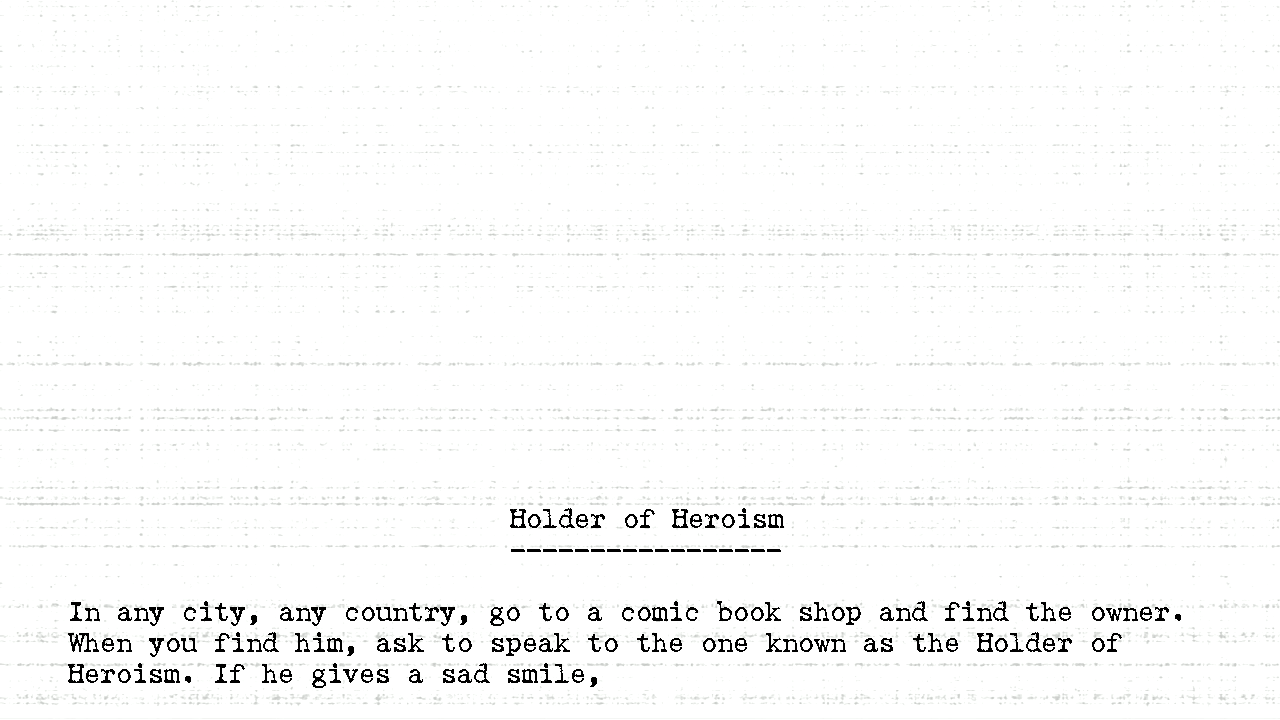 Holder of Heroism
-----------------
In any city, any country, go to a comic book shop and find the owner.
When you find him, ask to speak to the one known as the Holder of
Heroism. If he gives a sad smile,